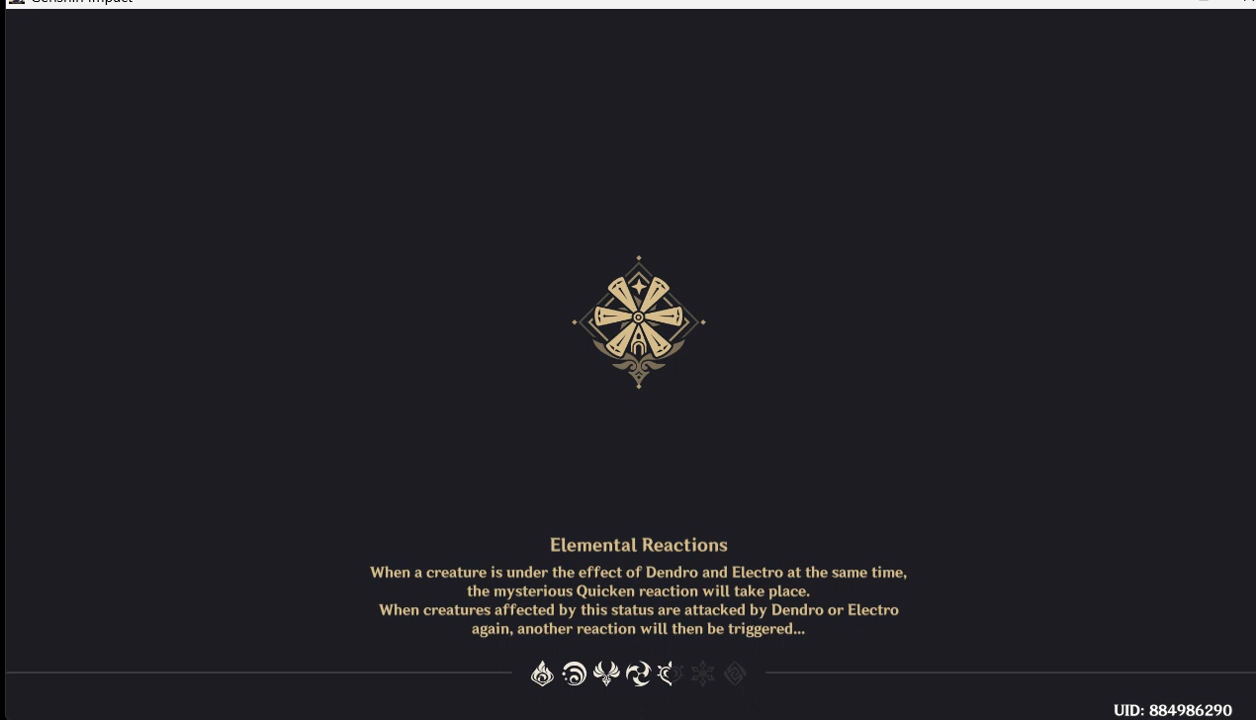 Genshin Impact
Elemental Reactions
When a creature is under the effect of Dendro and Electro at the same time,
the mysterious Quicken reaction will take place.
When creatures affected by this status are attacked by Dendro or Electro
again, another reaction will then be triggered...
UID: 884986290